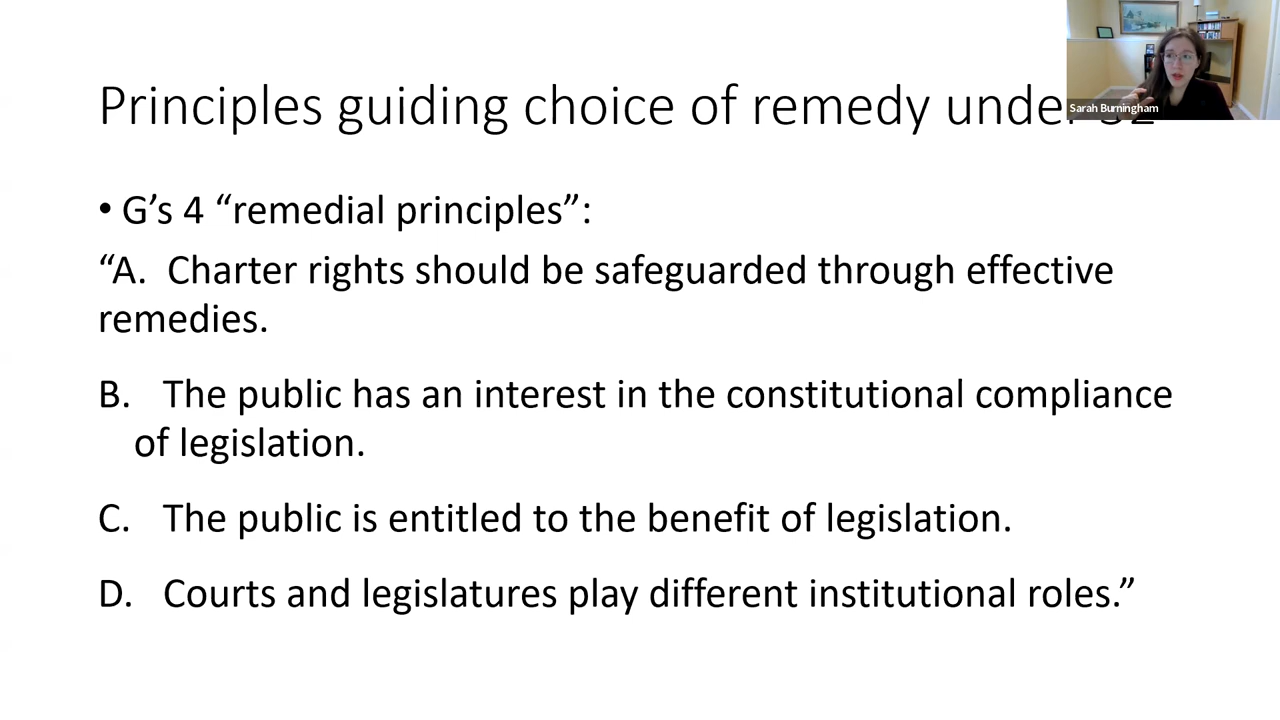 Principles guiding choice of remedy under 52
Sarah Burningham
• G’s 4 “remedial principles”:
“A. Charter rights should be safeguarded through effective
remedies.
B. The public has an interest in the constitutional compliance
of legislation.
C. The public is entitled to the benefit of legislation.
D. Courts and legislatures play different institutional roles.”